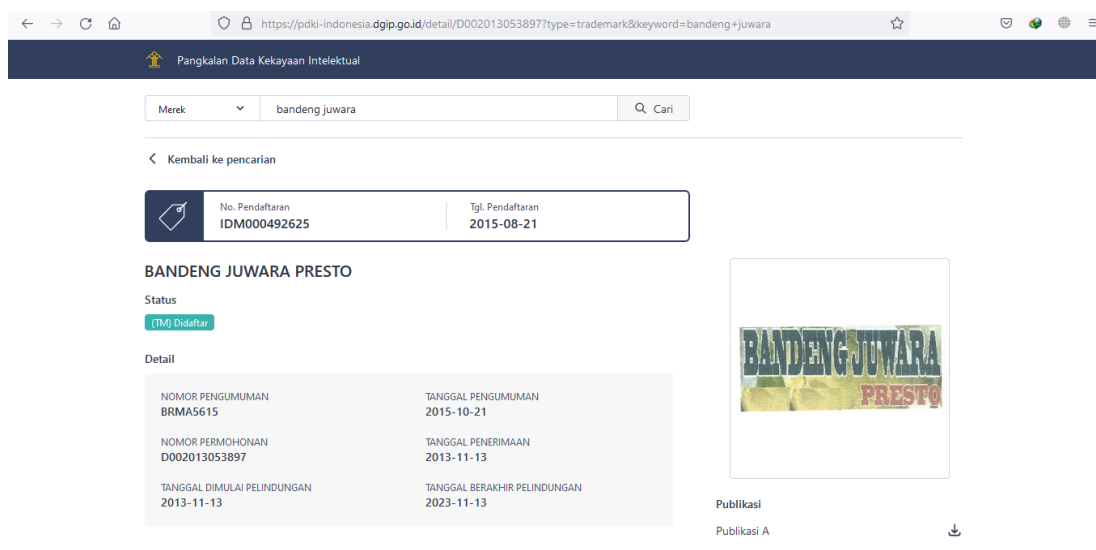 https://pdki-indonesia.dgip.go.id/detail/D002013053897?type=trademark&keyword=bandeng+juwara
Pangkalan Data Kekayaan Intelektual
Merek bandeng juwara Cari
Kembali ke pencarian
No. Pendaftaran Tgl. Pendaftaran
IDM000492625 2015-08-21
BANDENG JUWARA PRESTO
Status
(TM) Didaftar
Detail
NOMOR PENGUMUMAN TANGGAL PENGUMUMAN
BRMA5615 2015-10-21
NOMOR PERMOHONAN TANGGAL PENERIMAAN
D002013053897 2013-11-13
TANGGAL DIMULAI PELINDUNGAN TANGGAL BERAKHIR PELINDUNGAN
2013-11-13 2023-11-13
BANDENG JUWARA
PRESTO
Publikasi
Publikasi A